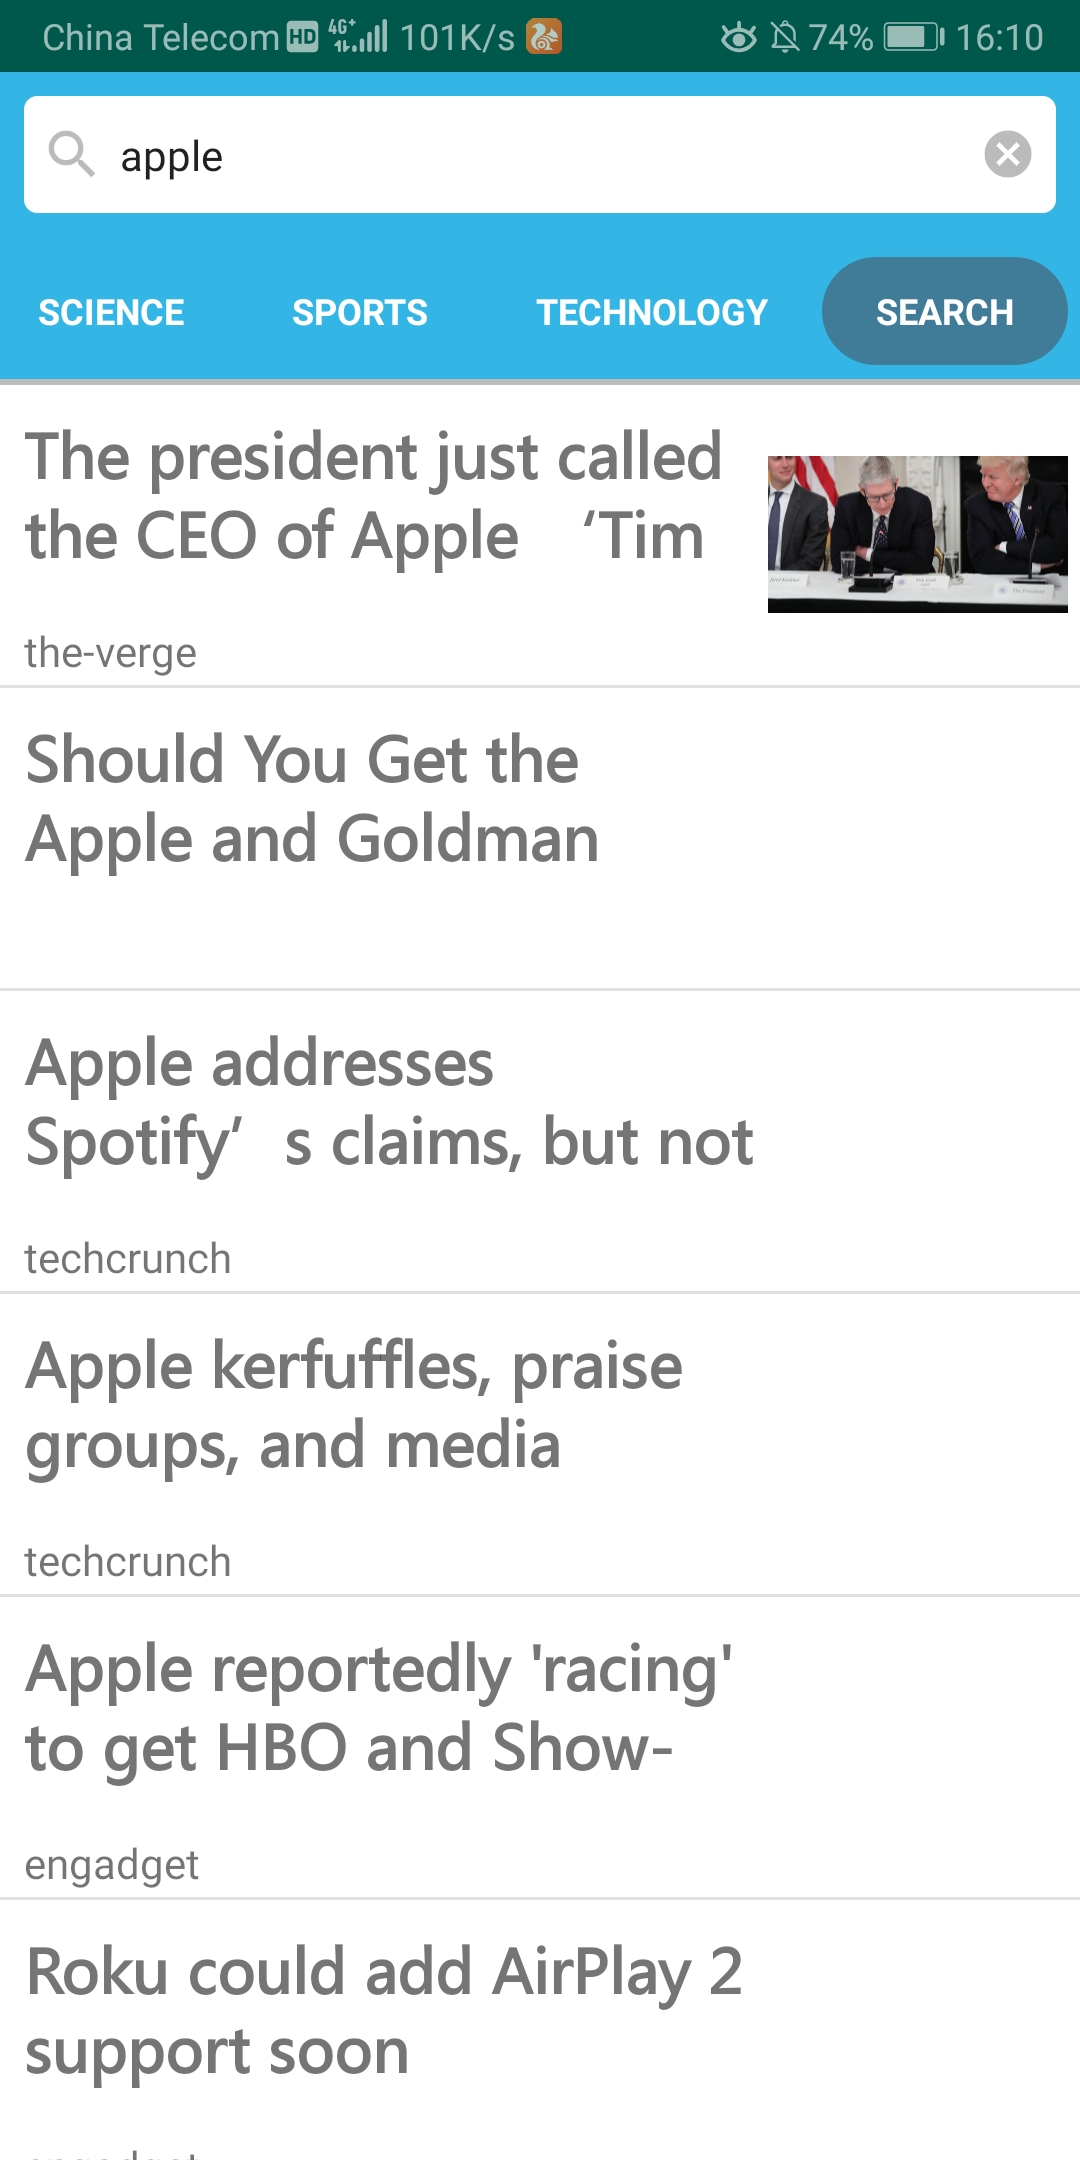 China Telecom HD 4G+ 101K/s 74% 16:10
apple
SCIENCE SPORTS TECHNOLOGY SEARCH
The president just called
the CEO of Apple ‘Tim
the-verge
Should You Get the
Apple and Goldman
Apple addresses
Spotify’ s claims, but not
techcrunch
Apple kerfuffles, praise
groups, and media
techcrunch
Apple reportedly 'racing'
to get HBO and Show-
engadget
Roku could add AirPlay 2
support soon